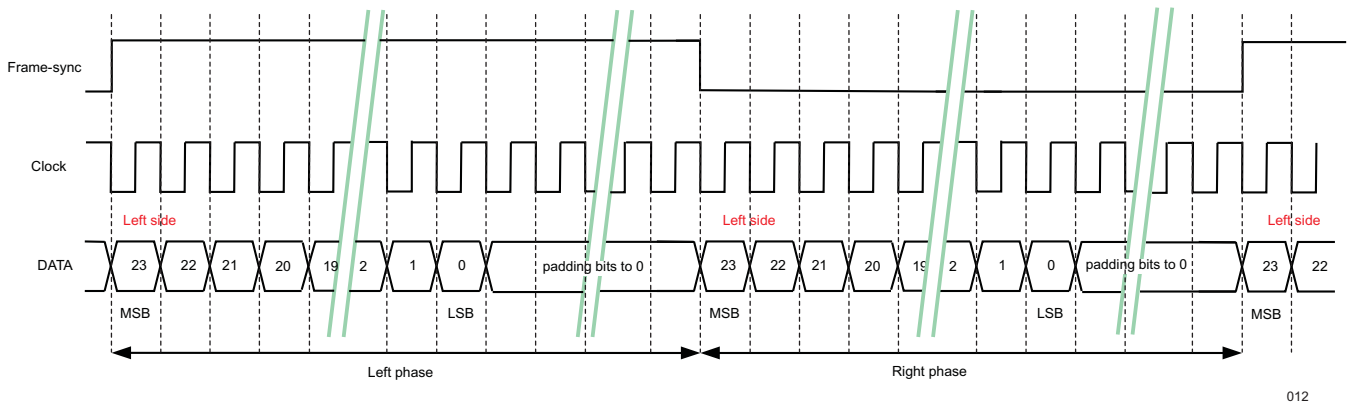 Frame-sync
Clock
Left side Left side Left side
DATA 23 22 21 20 19 2 1 0 padding bits to 0 23 22 21 20 19 2 1 0 padding bits to 0 23 22
MSB LSB MSB LSB MSB
Left phase Right phase
012